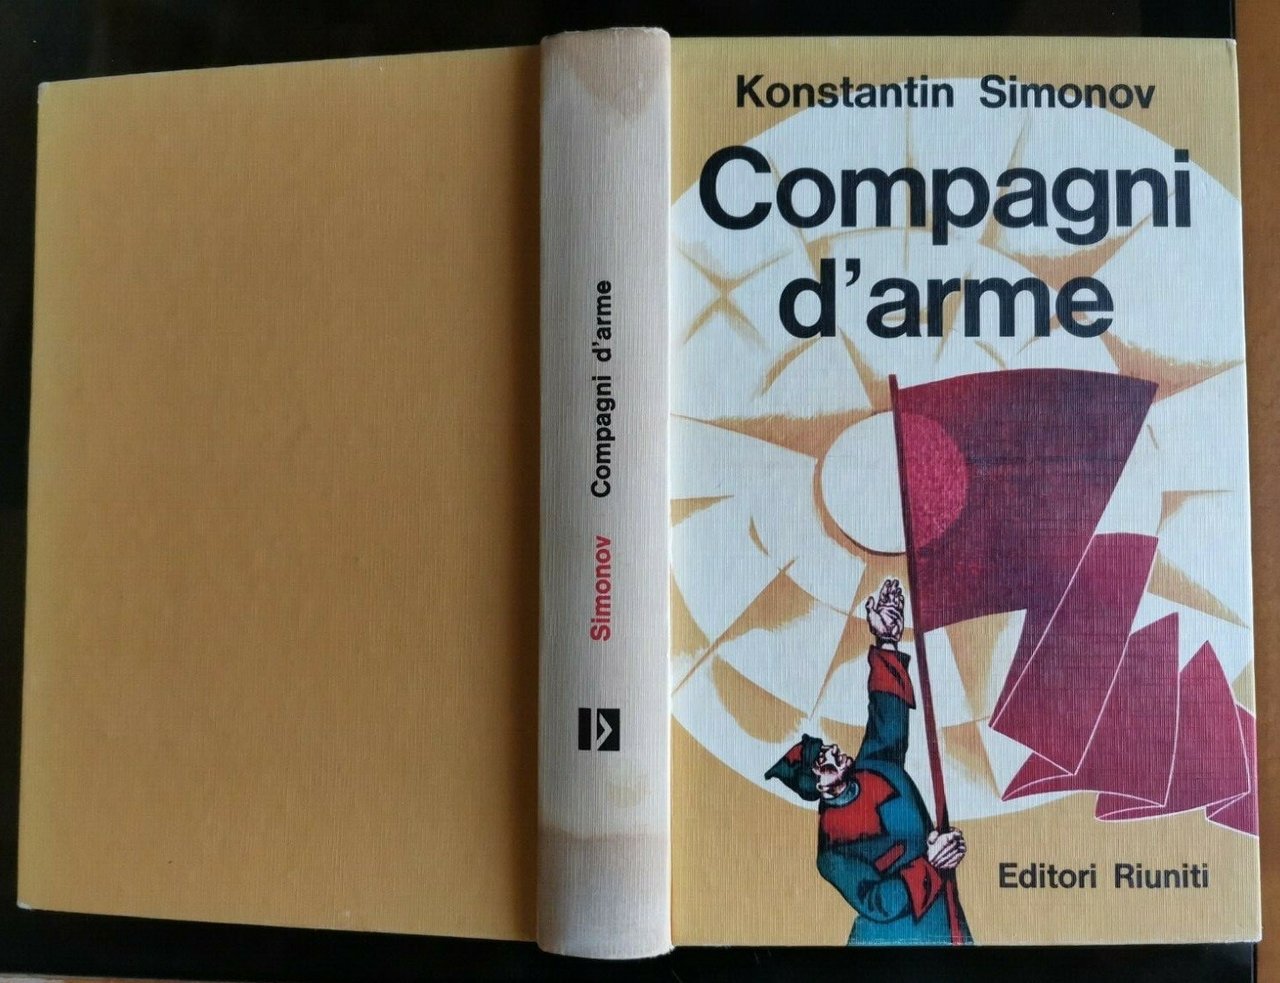 Konstantin Simonov
Compagni
d'arme
Editori Riuniti
Simonov Compagni d'arme